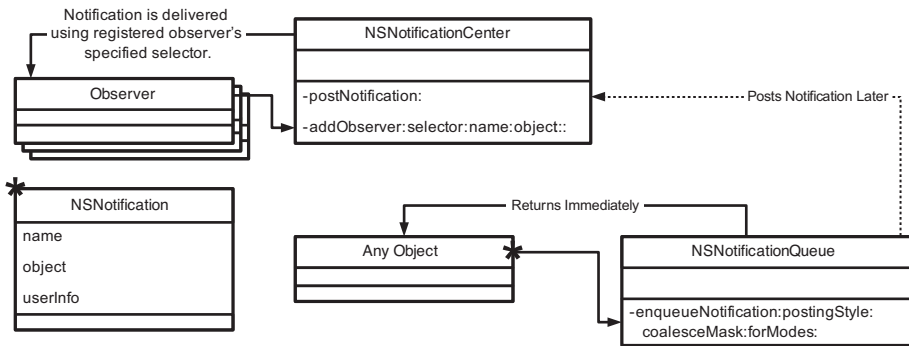 Notification is delivered
using registered observer's
specified selector.
NSNotificationCenter
-postNotification:
-addObserver:selector:name:object::
Observer
Posts Notification Later
NSNotification
name
object
userInfo
Returns Immediately
Any Object
NSNotificationQueue
-enqueueNotification:postingStyle:
coalesceMask:forModes: